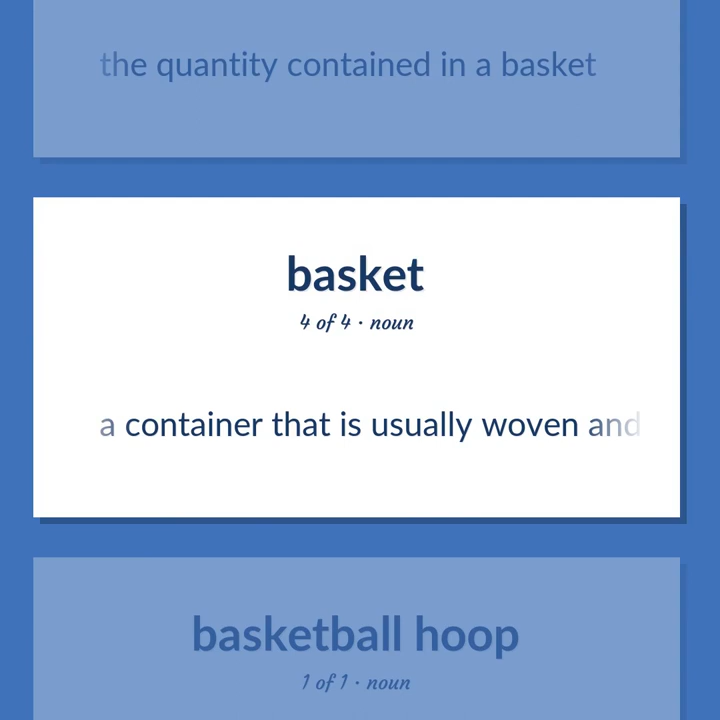 the quantity contained in a basket
basket
4 of 4 · noun
a container that is usually woven and
basketball hoop
1 of 1 · noun